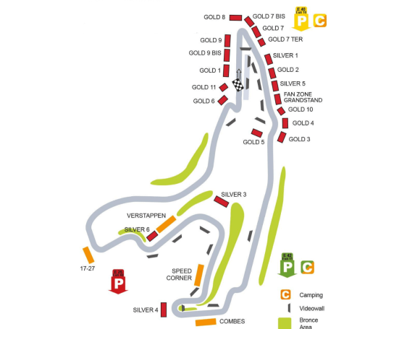 GOLD 8
GOLD 7 BIS
GOLD 7
GOLD 7 TER
P C
GOLD 9
GOLD 9 BIS
SILVER 1
GOLD 1
GOLD 2
SILVER 5
GOLD 11
FAN ZONE
GRANDSTAND
GOLD 6
GOLD 10
GOLD 4
GOLD 5
GOLD 3
SILVER 3
VERSTAPPEN
SILVER 6
17-27
P
SPEED
CORNER
P C
SILVER 4
COMBES
C Camping
Videowall
Bronce
Area